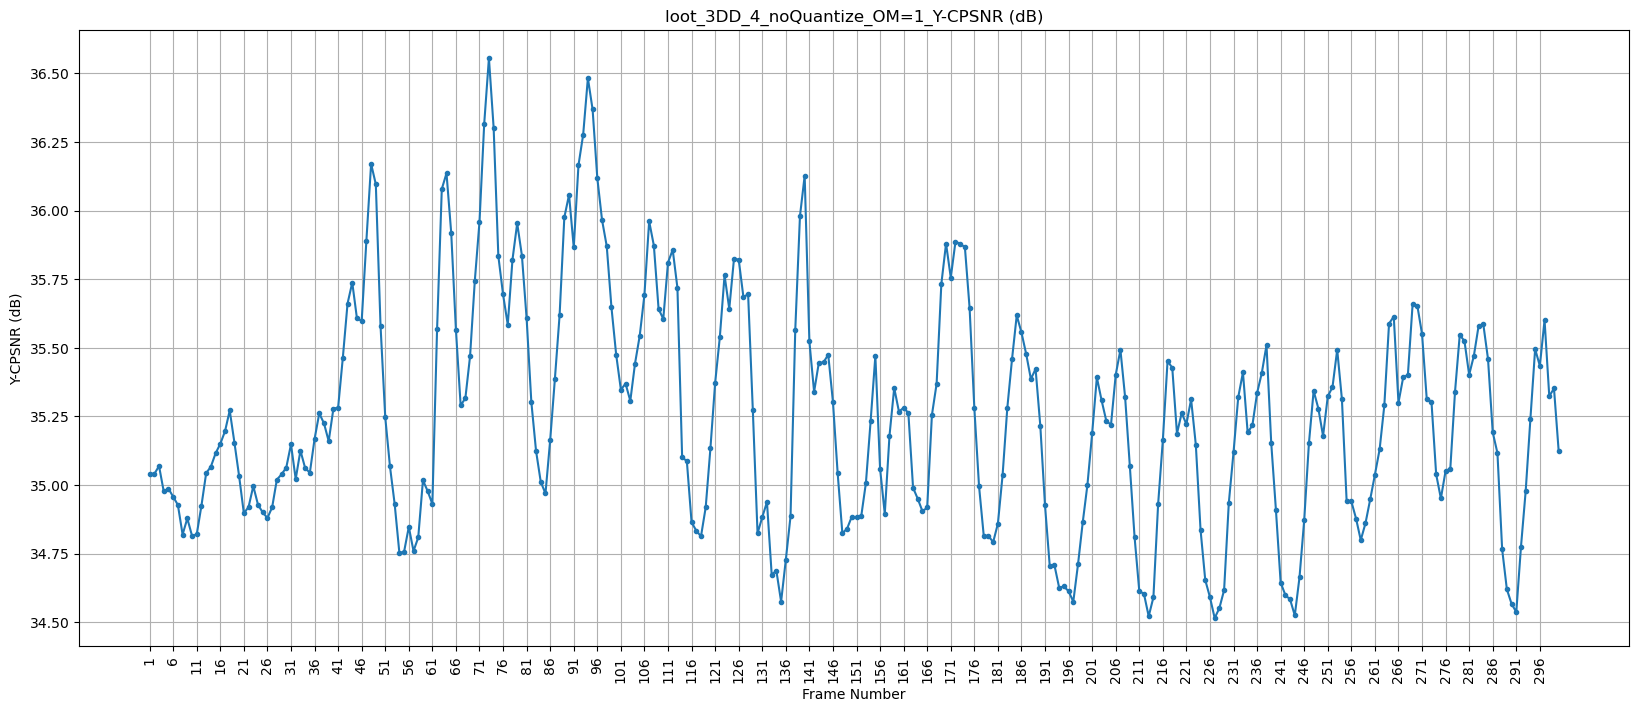 loot_3DD_4_noQuantize_OM=1_Y-CPSNR (dB)
Y-CPSNR (dB)
36.50
36.25
36.00
35.75
35.50
35.25
35.00
34.75
34.50
1 6 11 16 21 26 31 36 41 46 51 56 61 66 71 76 81 86 91 96 101 106 111 116 121 126 131 136 141 146 151 156 161 166 171 176 181 186 191 196 201 206 211 216 221 226 231 236 241 246 251 256 261 266 271 276 281 286 291 296
Frame Number